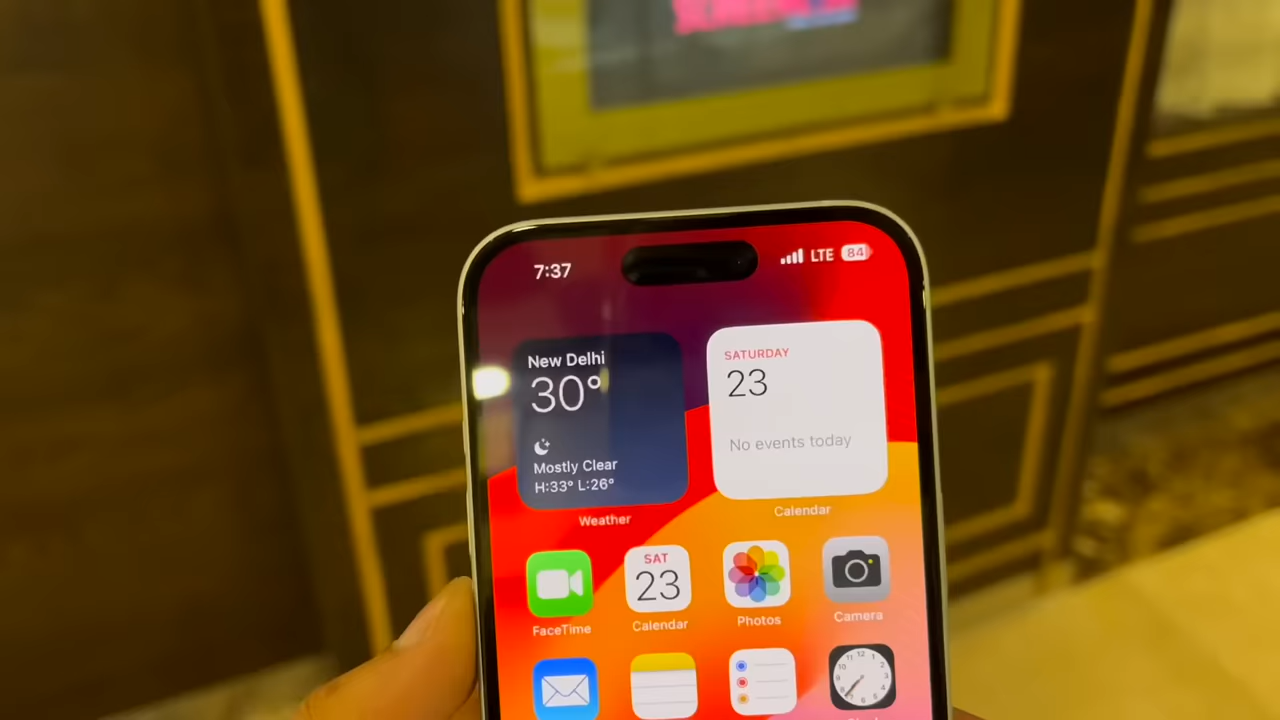 7:37
LTE
84
New Delhi
30°
Mostly Clear
H:33° L:26°
Weather
SATURDAY
23
No events today
Calendar
FaceTime
SAT
23
Calendar
Photos
Camera